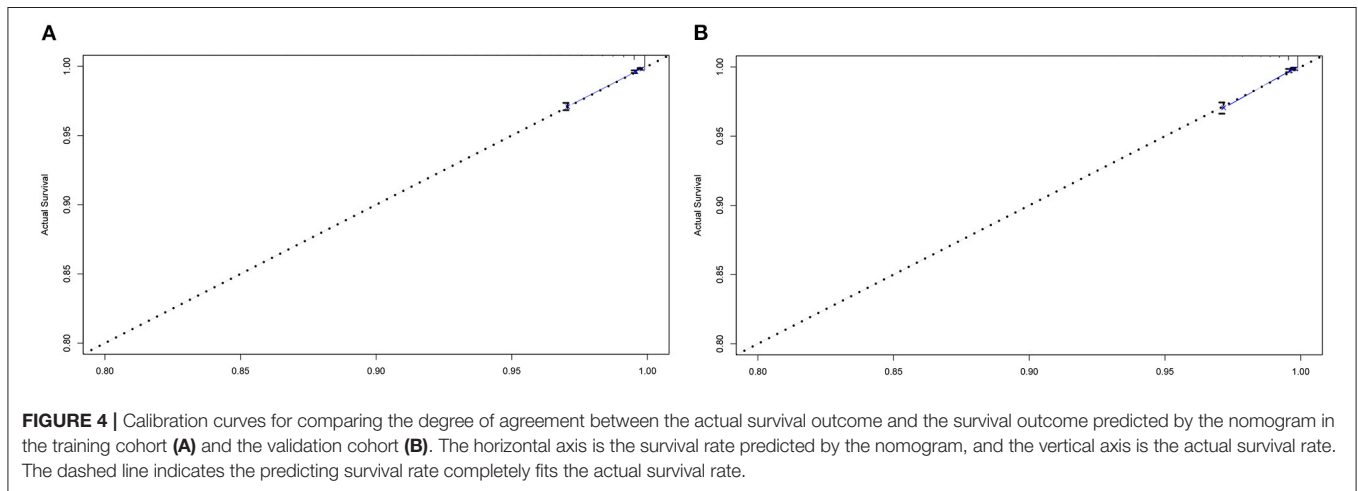 A
B
Actual Survival
1.00
0.95
0.90
0.85
0.80
0.80 0.85 0.90 0.95 1.00
Actual Survival
1.00
0.95
0.90
0.85
0.80
0.80 0.85 0.90 0.95 1.00
FIGURE 4 | Calibration curves for comparing the degree of agreement between the actual survival outcome and the survival outcome predicted by the nomogram in
the training cohort (A) and the validation cohort (B). The horizontal axis is the survival rate predicted by the nomogram, and the vertical axis is the actual survival rate.
The dashed line indicates the predicting survival rate completely fits the actual survival rate.